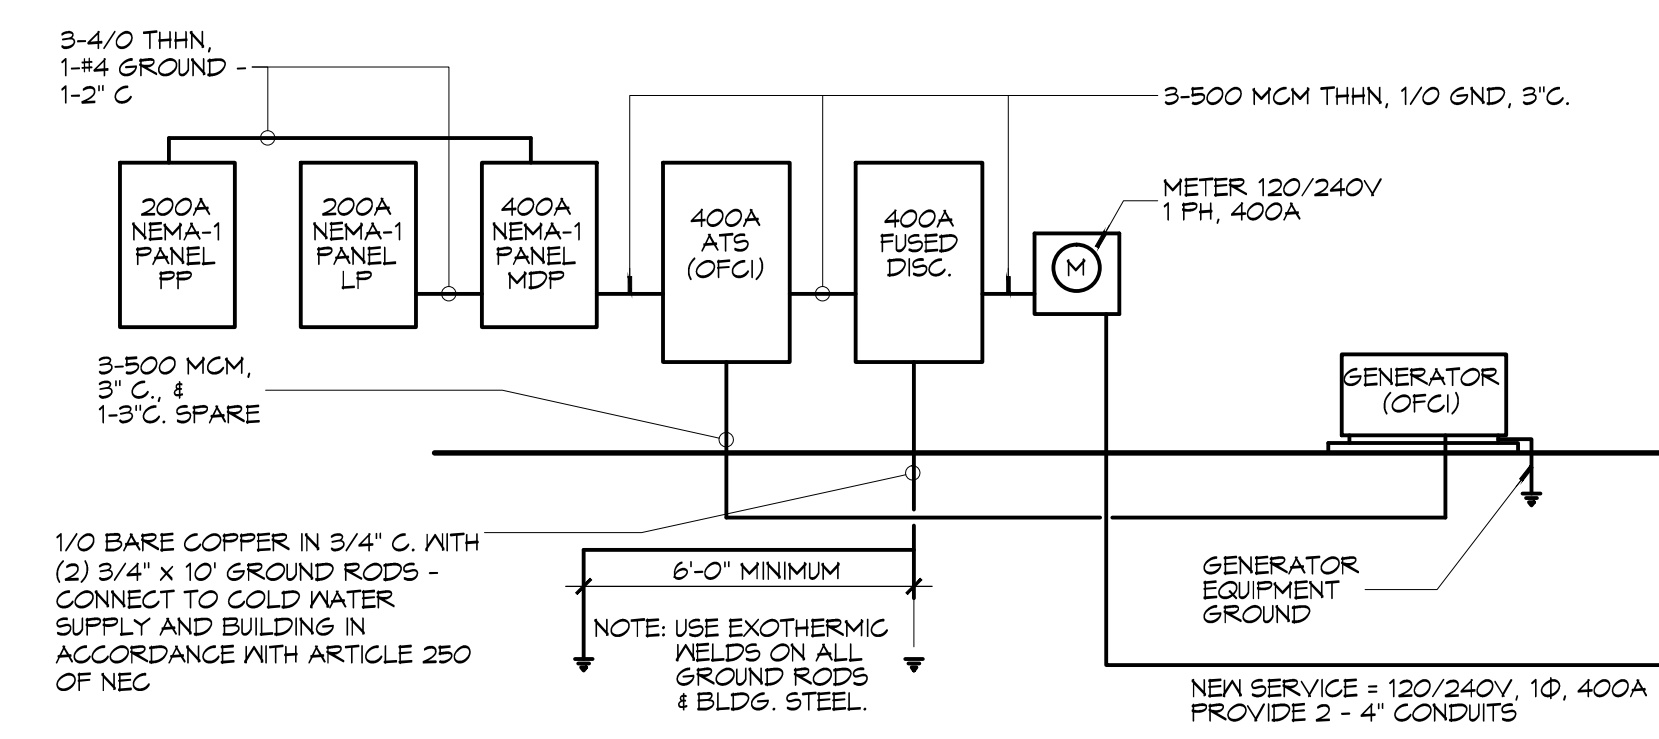 3-4/0 THHN,
1-#4 GROUND -
1-2" C
3-500 MCM THHN, 1/0 GND, 3"C.
METER 120/240V
1 PH, 400A
200A
NEMA-1
PANEL
PP
200A
NEMA-1
PANEL
LP
400A
NEMA-1
PANEL
MDP
400A
ATS
(OFCI)
400A
FUSED
DISC.
M
3-500 MCM,
3" C., &
1-3"C. SPARE
GENERATOR
(OFCI)
1/0 BARE COPPER IN 3/4" C. WITH
(2) 3/4" X 10' GROUND RODS -
CONNECT TO COLD WATER
SUPPLY AND BUILDING IN
ACCORDANCE WITH ARTICLE 250
OF NEC
6'-0" MINIMUM
NOTE: USE EXOTHERMIC
WELDS ON ALL
GROUND RODS
& BLDG. STEEL.
GENERATOR
EQUIPMENT
GROUND
NEW SERVICE = 120/240V, 1Φ, 400A
PROVIDE 2 - 4" CONDUITS